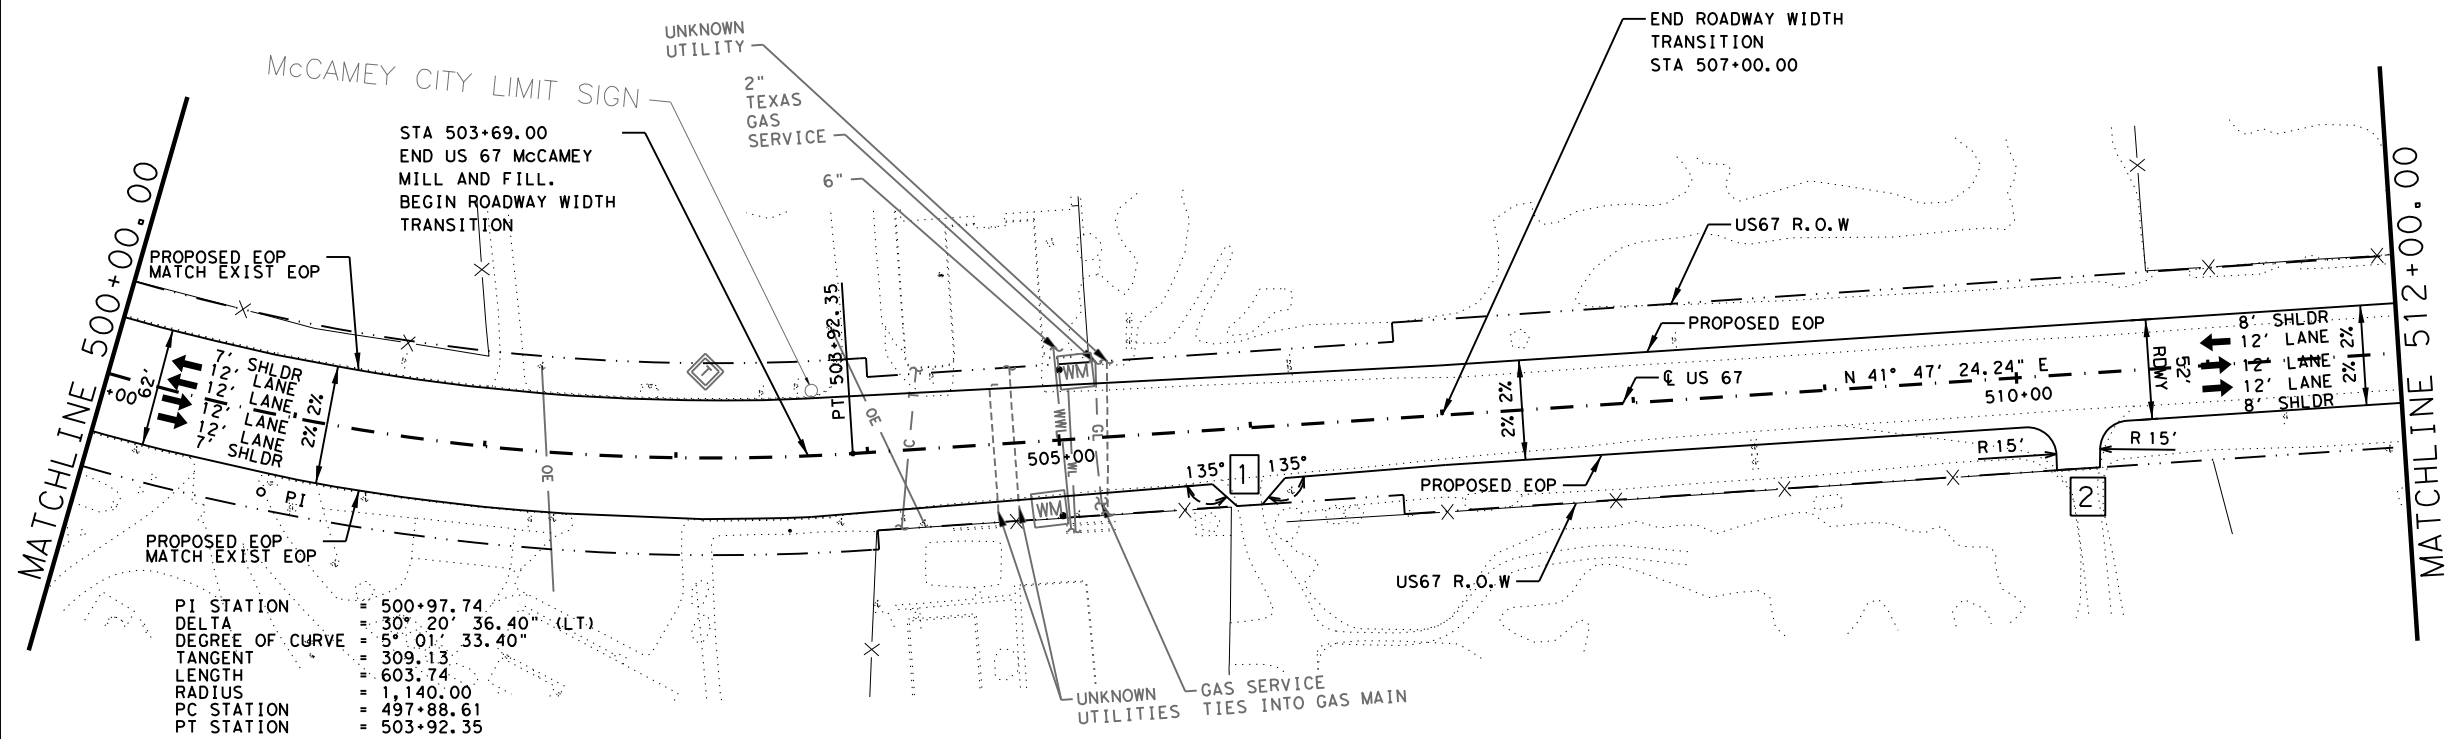 UNKNOWN
UTILITY
2"
TEXAS
GAS
SERVICE
6"
McCAMEY CITY LIMIT SIGN
STA 503+69.00
END US 67 McCAMEY
MILL AND FILL.
BEGIN ROADWAY WIDTH
TRANSITION
END ROADWAY WIDTH
TRANSITION
STA 507+00.00
MATCHLINE 500+00.00
PROPOSED EOP
MATCH EXIST EOP
+00
62'
7' SHLDR
12' LANE
12' LANE
12' LANE
12' LANE
7' SHLDR
2%
2%
PI
T
PT 503+92.35
OE
OE
WM
WWL
WL
GL
WM
505+00
135°
1
135°
2%
2%
US67 R.O.W
PROPOSED EOP
℄ US 67
N 41° 47' 24.24" E
510+00
52'
RDWY
8' SHLDR
12' LANE
12' LANE
12' LANE
8' SHLDR
2%
2%
MATCHLINE 512+00.00
R 15'
R 15'
2
PROPOSED EOP
US67 R.O.W
PROPOSED EOP
MATCH EXIST EOP
PI STATION = 500+97.74
DELTA = 30° 20' 36.40" (LT)
DEGREE OF CURVE = 5° 01' 33.40"
TANGENT = 309.13
LENGTH = 603.74
RADIUS = 1,140.00
PC STATION = 497+88.61
PT STATION = 503+92.35
UNKNOWN
UTILITIES
GAS SERVICE
TIES INTO GAS MAIN